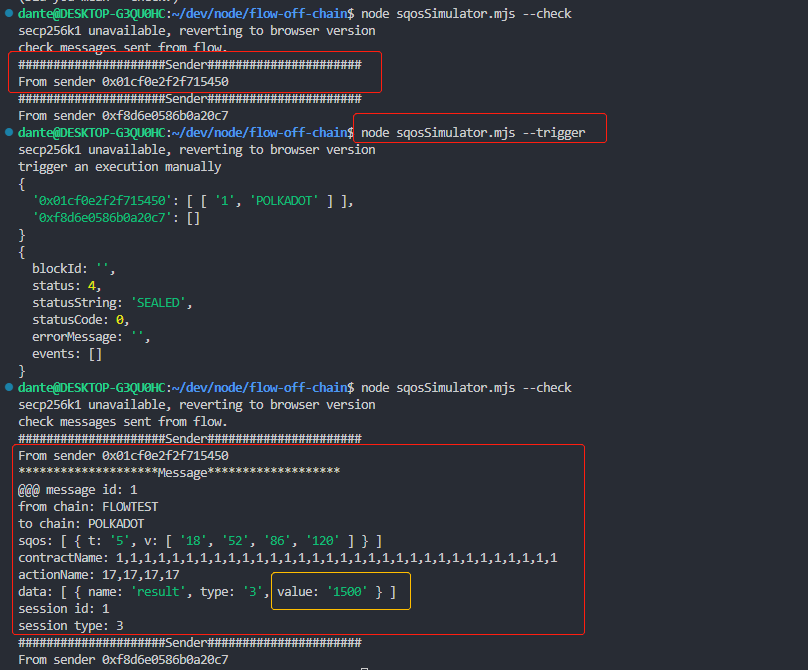 dante@DESKTOP-G3QU0HC:~/dev/node/flow-off-chain$ node sqosSimulator.mjs --check
secp256k1 unavailable, reverting to browser version
check messages sent from flow.
#####################Sender######################
From sender 0x01cf0e2f2f715450
#####################Sender######################
From sender 0xf8d6e0586b0a20c7
dante@DESKTOP-G3QU0HC:~/dev/node/flow-off-chain$ node sqosSimulator.mjs --trigger
secp256k1 unavailable, reverting to browser version
trigger an execution manually
{
  '0x01cf0e2f2f715450': [ [ '1', 'POLKADOT' ] ],
  '0xf8d6e0586b0a20c7': []
}
{
  blockId: '',
  status: 4,
  statusString: 'SEALED',
  statusCode: 0,
  errorMessage: '',
  events: []
}
dante@DESKTOP-G3QU0HC:~/dev/node/flow-off-chain$ node sqosSimulator.mjs --check
secp256k1 unavailable, reverting to browser version
check messages sent from flow.
#####################Sender######################
From sender 0x01cf0e2f2f715450
********************Message*******************
@@@ message id: 1
from chain: FLOWTEST
to chain: POLKADOT
sqos: [ { t: '5', v: [ '18', '52', '86', '120' ] } ]
contractName: 1,1,1,1,1,1,1,1,1,1,1,1,1,1,1,1,1,1,1,1,1,1,1,1,1,1,1,1,1,1,1,1
actionName: 17,17,17,17
data: [ { name: 'result', type: '3', value: '1500' } ]
session id: 1
session type: 3
#####################Sender######################
From sender 0xf8d6e0586b0a20c7